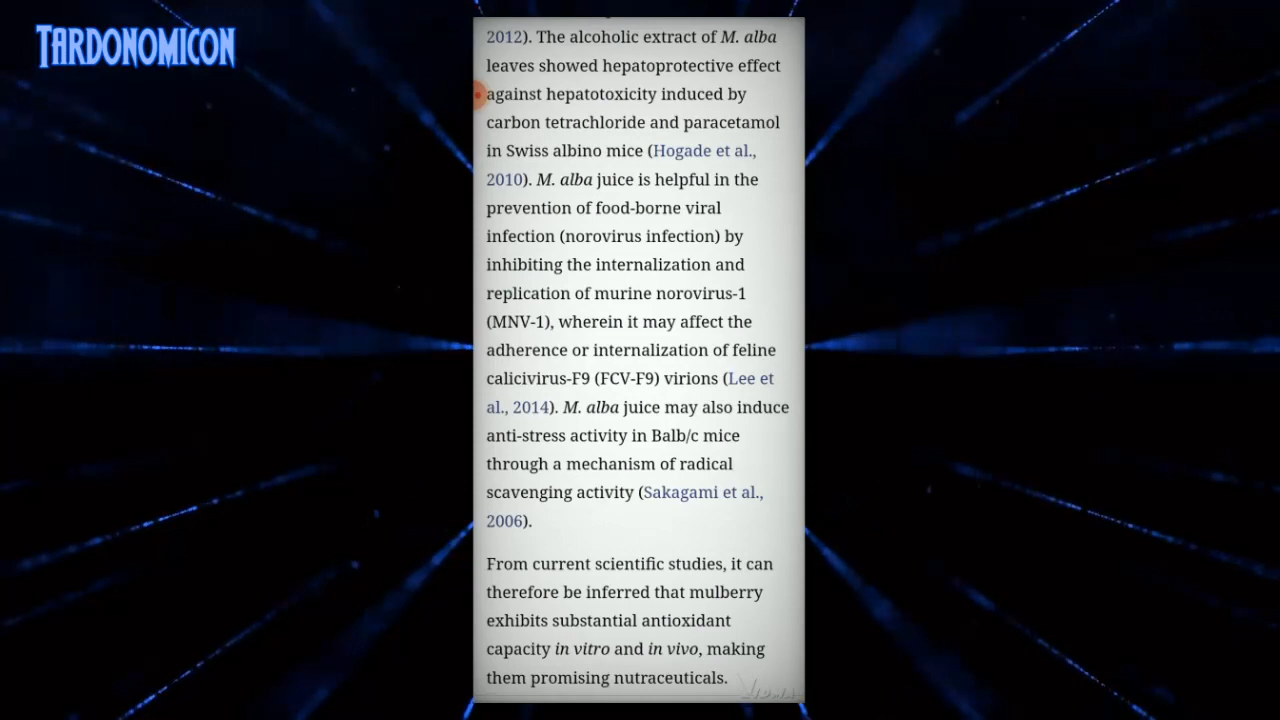 TARDONOMICON
2012). The alcoholic extract of M. alba
leaves showed hepatoprotective effect
against hepatotoxicity induced by
carbon tetrachloride and paracetamol
in Swiss albino mice (Hogade et al.,
2010). M. alba juice is helpful in the
prevention of food-borne viral
infection (norovirus infection) by
inhibiting the internalization and
replication of murine norovirus-1
(MNV-1), wherein it may affect the
adherence or internalization of feline
calicivirus-F9 (FCV-F9) virions (Lee et
al., 2014). M. alba juice may also induce
anti-stress activity in Balb/c mice
through a mechanism of radical
scavenging activity (Sakagami et al.,
2006).
From current scientific studies, it can
therefore be inferred that mulberry
exhibits substantial antioxidant
capacity in vitro and in vivo, making
them promising nutraceuticals.